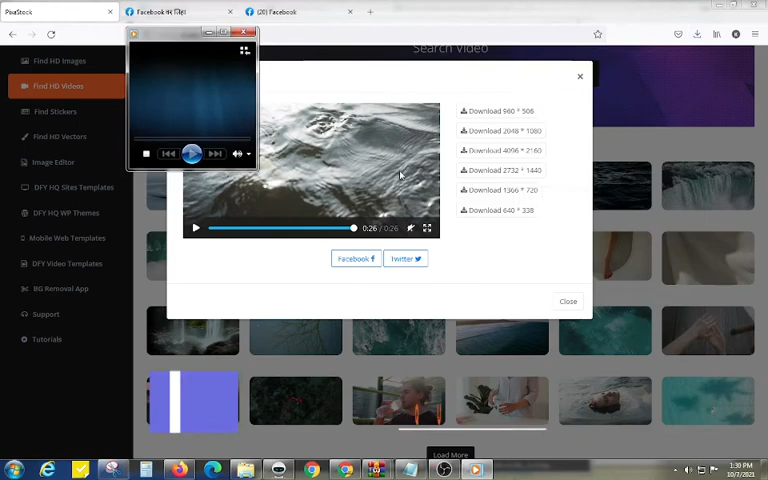 Facebook पर लिहा
(20) Facebook
Search Video
Find HD Images
Find HD Videos
Find Stickers
Find HD Vectors
Image Editor
DFY HQ Sites Templates
DFY HQ WP Themes
Mobile Web Templates
DFY Video Templates
BG Removal App
Support
Tutorials
×
Download 960 * 506
Download 2048 * 1080
Download 4096 * 2160
Download 2732 * 1440
Download 1366 * 720
Download 640 * 338
0:26 / 0:26
Facebook
Twitter
Close
Load More
1:30 PM
10/7/2021